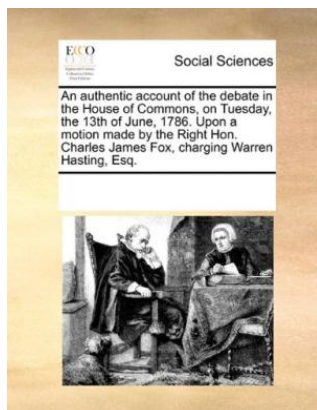 ECCO
Social Sciences
An authentic account of the debate in
the House of Commons, on Tuesday,
the 13th of June, 1786. Upon a
motion made by the Right Hon.
Charles James Fox, charging Warren
Hasting, Esq.